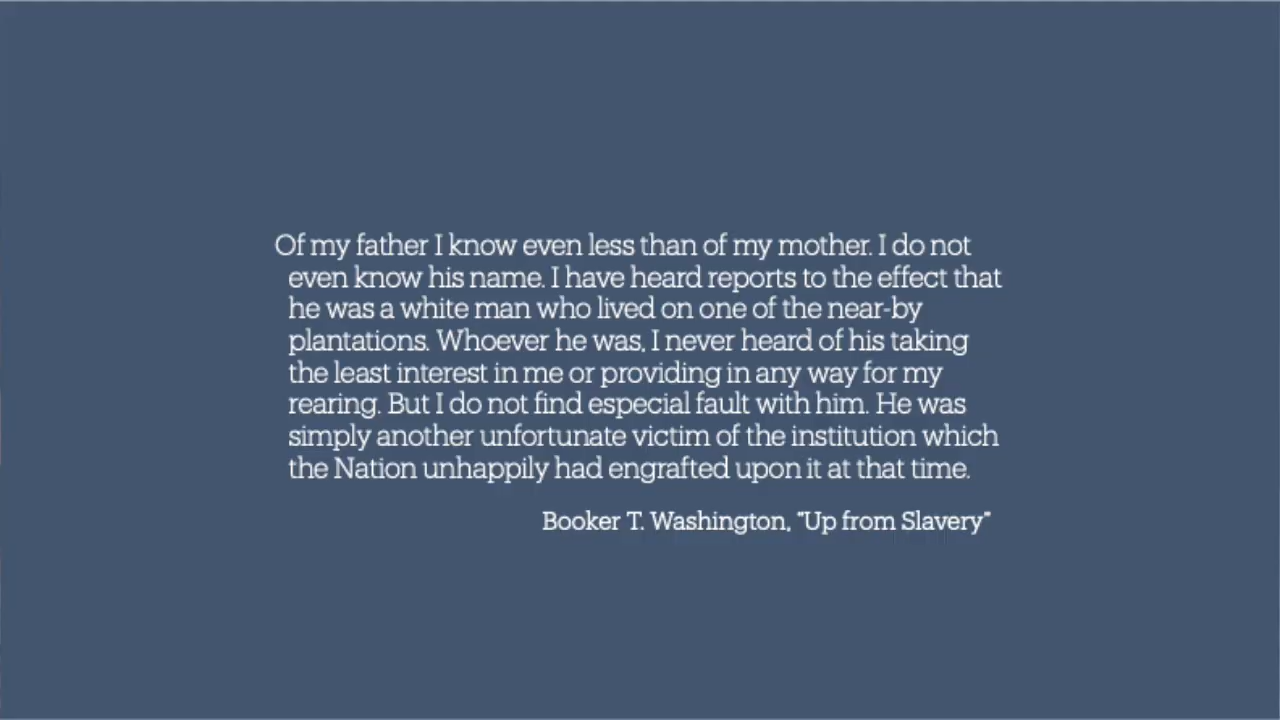 Of my father I know even less than of my mother. I do not
even know his name. I have heard reports to the effect that
he was a white man who lived on one of the near-by
plantations. Whoever he was, I never heard of his taking
the least interest in me or providing in any way for my
rearing. But I do not find especial fault with him. He was
simply another unfortunate victim of the institution which
the Nation unhappily had engrafted upon it at that time.
Booker T. Washington, "Up from Slavery"